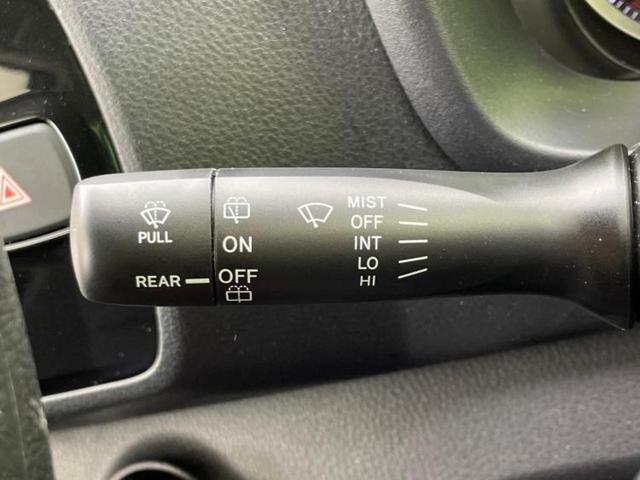 PULL
REAR
ON
OFF
MIST
OFF
INT
LO
HI